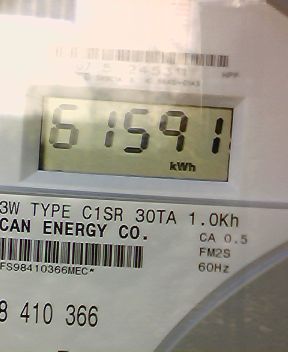 61591
kWh
3W TYPE C1SR 30TA 1.0Kh
CAN ENERGY CO.
CA 0.5
FM2S
60Hz
FS98410366MEC*
8 410 366